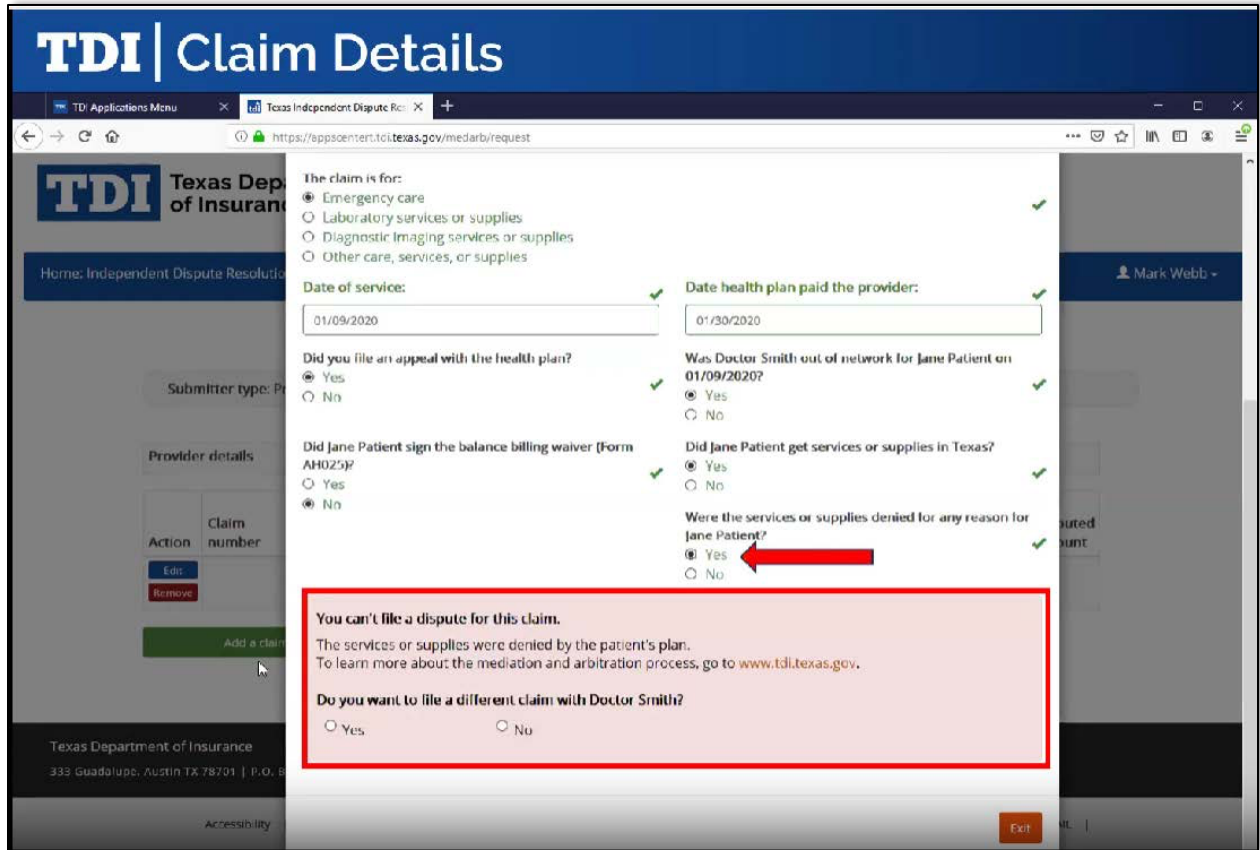 TDI | Claim Details
TDI Applications Menu
Texas Independent Dispute Res
https://appscentert.tdi.texas.gov/medarb/request
TDI
Texas Dep
of Insuran
Home: Independent Dispute Resolutio
Mark Webb
The claim is for:
Emergency care
Laboratory services or supplies
Diagnostic Imaging services or supplies
Other care, services, or supplies
Date of service:
01/09/2020
Date health plan paid the provider:
01/30/2020
Did you file an appeal with the health plan?
Yes
No
Was Doctor Smith out of network for Jane Patient on
01/09/2020?
Yes
No
Did Jane Patient sign the balance billing waiver (Form
AH025)?
Yes
No
Did Jane Patient get services or supplies in Texas?
Yes
No
Were the services or supplies denied for any reason for
Jane Patient?
Yes
No
Submitter type: Pr
Provider details
Action
Claim
number
puted
ount
Edit
Remove
Add a claim
You can't file a dispute for this claim.
The services or supplies were denied by the patient's plan.
To learn more about the mediation and arbitration process, go to www.tdi.texas.gov.
Do you want to file a different claim with Doctor Smith?
Yes
No
Texas Department of Insurance
333 Guadalupe, Austin TX 78701 | P.O. B
Accessibility
Exit